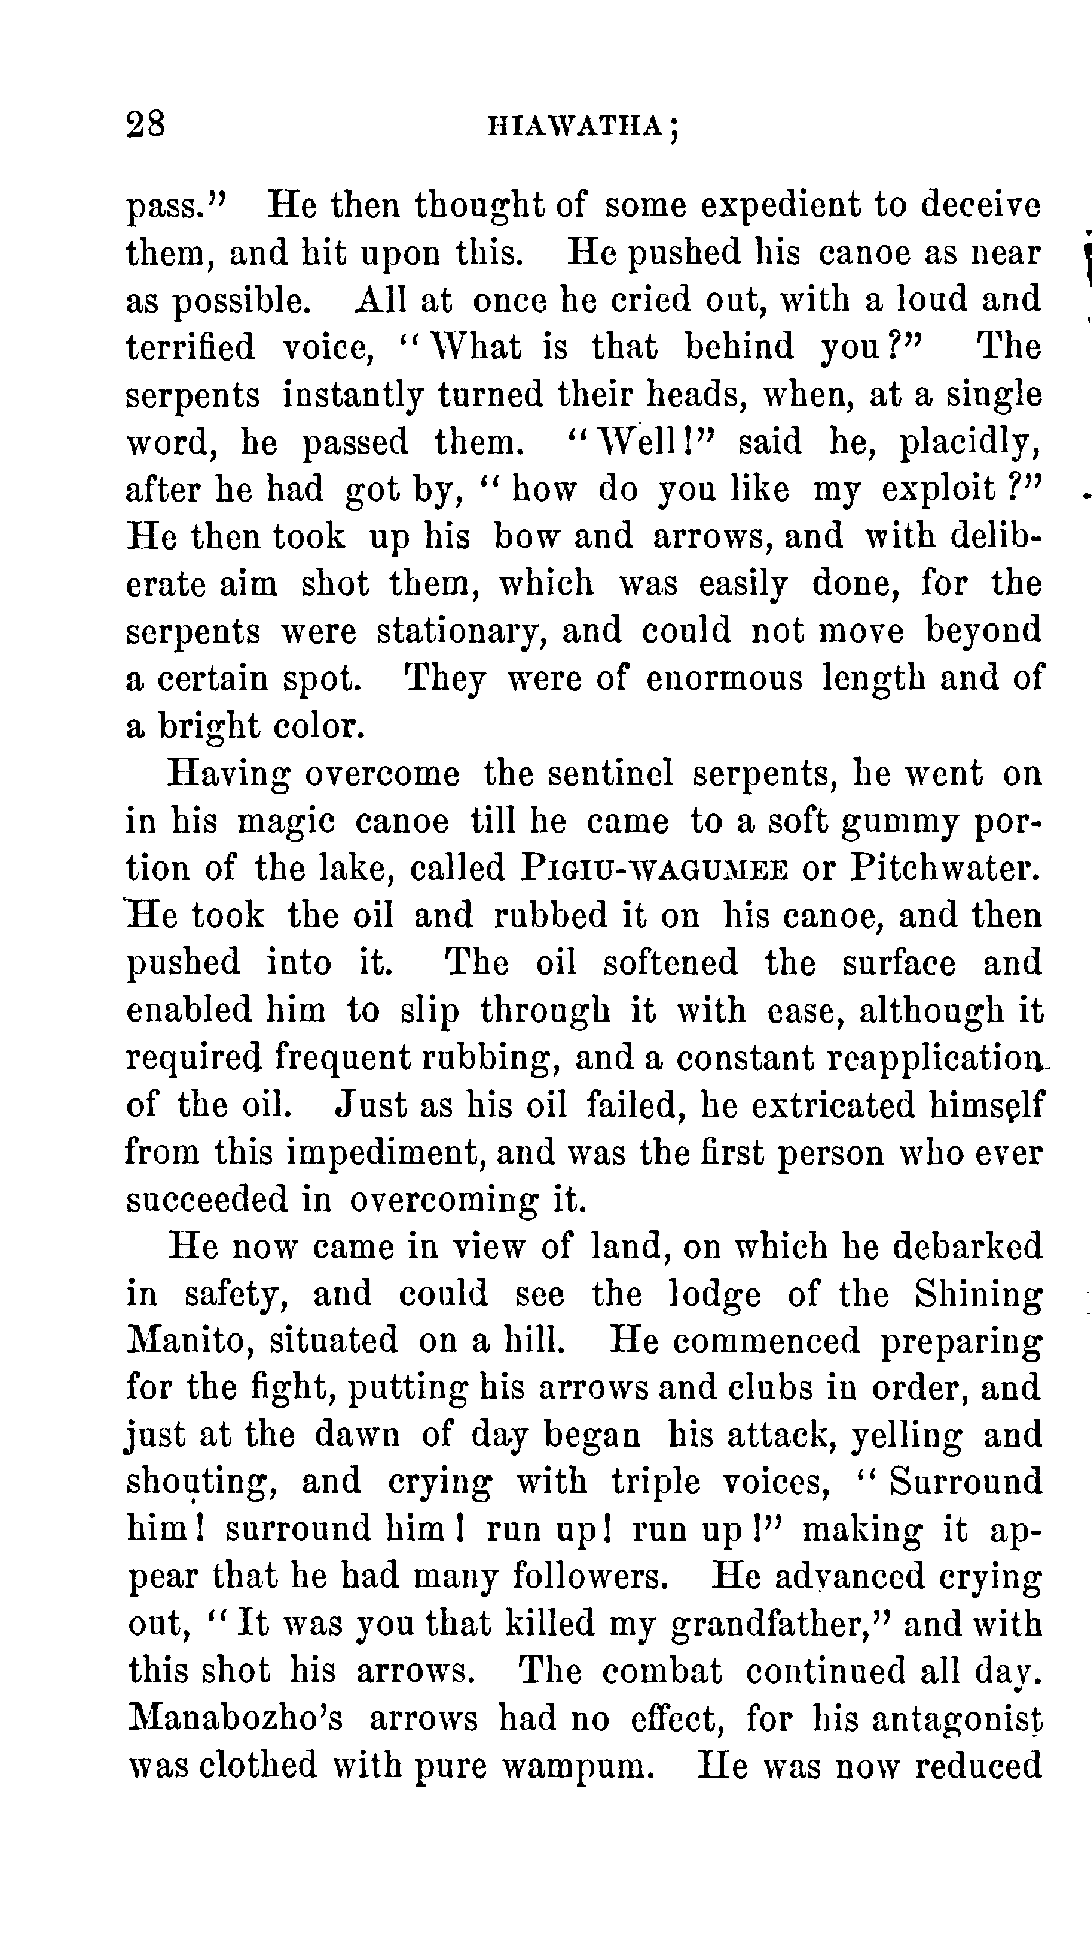 28 HIAWATHA;
pass." He then thought of some expedient to deceive
them, and hit upon this. He pushed his canoe as near
as possible. All at once he cried out, with a loud and
terrified voice, "What is that behind you?" The
serpents instantly turned their heads, when, at a single
word, he passed them. "Well!" said he, placidly,
after he had got by, "how do you like my exploit?"
He then took up his bow and arrows, and with delib-
erate aim shot them, which was easily done, for the
serpents were stationary, and could not move beyond
a certain spot. They were of enormous length and of
a bright color.
Having overcome the sentinel serpents, he went on
in his magic canoe till he came to a soft gummy por-
tion of the lake, called PIGIU-WAGUMEE or Pitchwater.
He took the oil and rubbed it on his canoe, and then
pushed into it. The oil softened the surface and
enabled him to slip through it with ease, although it
required frequent rubbing, and a constant reapplication
of the oil. Just as his oil failed, he extricated himself
from this impediment, and was the first person who ever
succeeded in overcoming it.
He now came in view of land, on which he debarked
in safety, and could see the lodge of the Shining
Manito, situated on a hill. He commenced preparing
for the fight, putting his arrows and clubs in order, and
just at the dawn of day began his attack, yelling and
shouting, and crying with triple voices, "Surround
him! surround him! run up! run up!" making it ap-
pear that he had many followers. He advanced crying
out, "It was you that killed my grandfather," and with
this shot his arrows. The combat continued all day.
Manabozho's arrows had no effect, for his antagonist
was clothed with pure wampum. He was now reduced